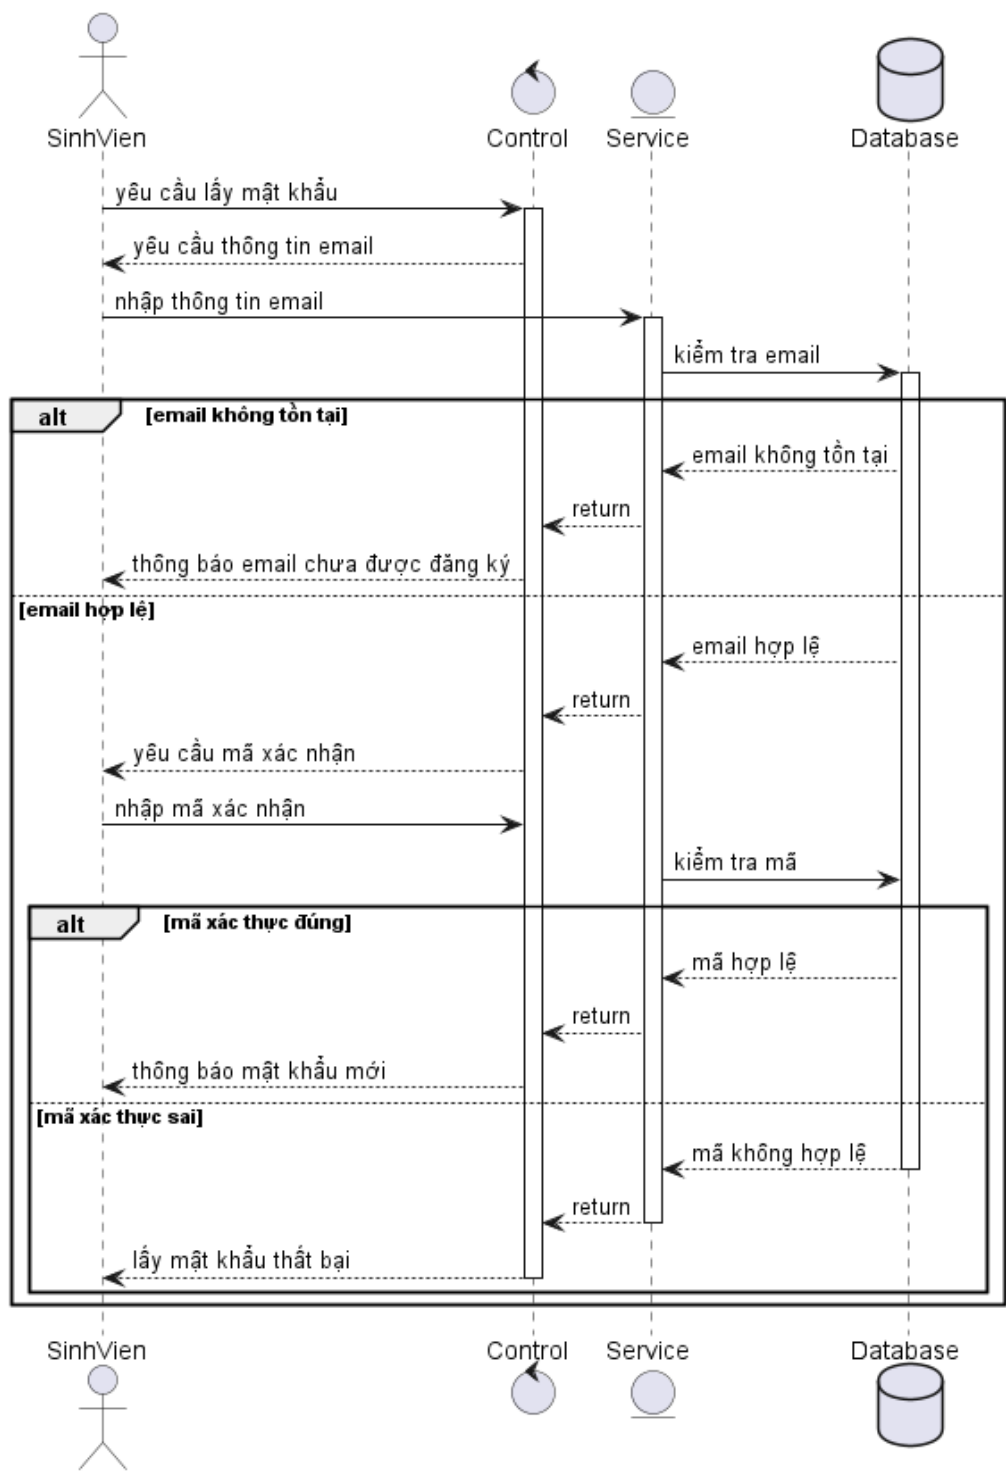 SinhVien
Control
Service
Database
yêu cầu lấy mật khẩu
yêu cầu thông tin email
nhập thông tin email
kiểm tra email
alt
[email không tồn tại]
email không tồn tại
return
thông báo email chưa được đăng ký
[email hợp lệ]
email hợp lệ
return
yêu cầu mã xác nhận
nhập mã xác nhận
kiểm tra mã
alt
[mã xác thực đúng]
mã hợp lệ
return
thông báo mật khẩu mới
[mã xác thực sai]
mã không hợp lệ
return
lấy mật khẩu thất bại
SinhVien
Control
Service
Database